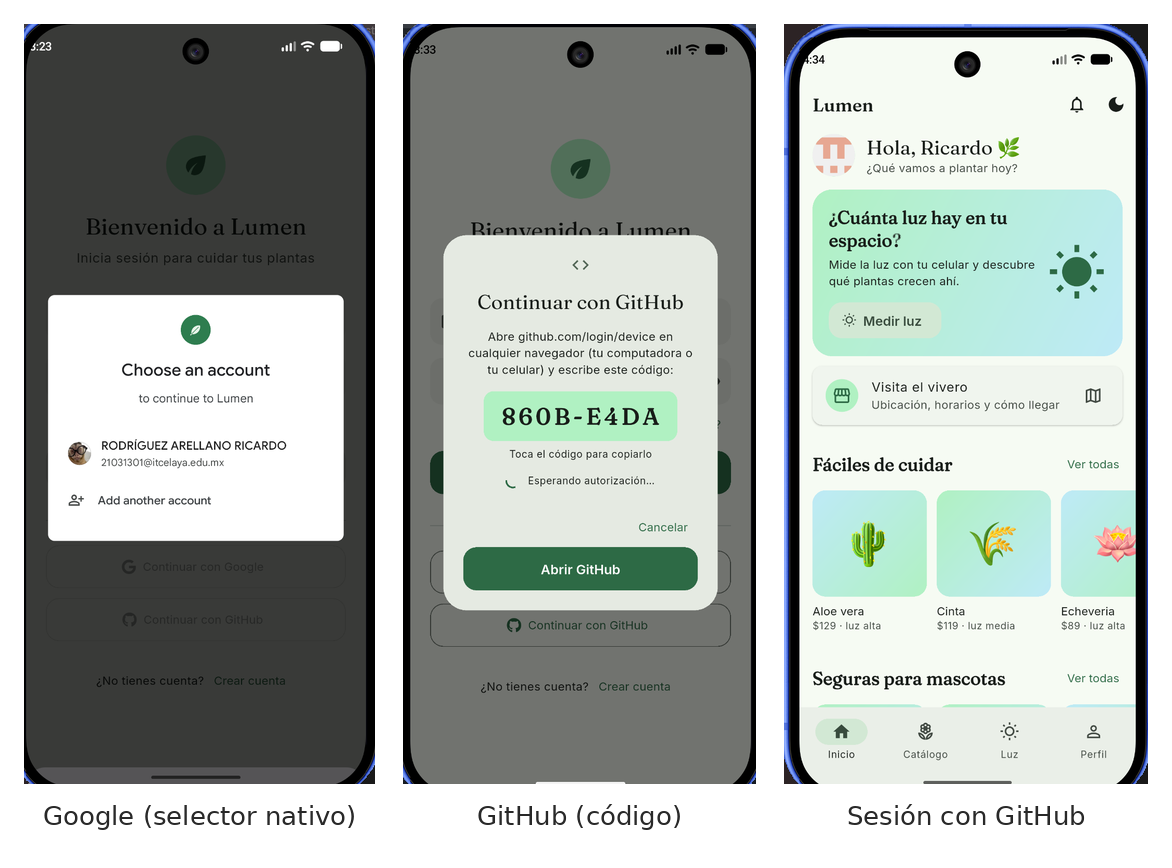 3:23
Bienvenido a Lumen
Inicia sesión para cuidar tus plantas
Choose an account
to continue to Lumen
RODRÍGUEZ ARELLANO RICARDO
21031301@itcelaya.edu.mx
Add another account
Continuar con Google
Continuar con GitHub
¿No tienes cuenta? Crear cuenta
Google (selector nativo)
3:33
Bienvenido a Lumen
Continuar con GitHub
Abre github.com/login/device en
cualquier navegador (tu computadora o
tu celular) y escribe este código:
860B-E4DA
Toca el código para copiarlo
Esperando autorización...
Cancelar
Abrir GitHub
Continuar con GitHub
¿No tienes cuenta? Crear cuenta
GitHub (código)
4:34
Lumen
Hola, Ricardo
¿Qué vamos a plantar hoy?
¿Cuánta luz hay en tu
espacio?
Mide la luz con tu celular y descubre
qué plantas crecen ahí.
Medir luz
Visita el vivero
Ubicación, horarios y cómo llegar
Fáciles de cuidar
Ver todas
Aloe vera
$129 · luz alta
Cinta
$119 · luz media
Echeveria
$89 · luz alta
Seguras para mascotas
Ver todas
Inicio
Catálogo
Luz
Perfil
Sesión con GitHub